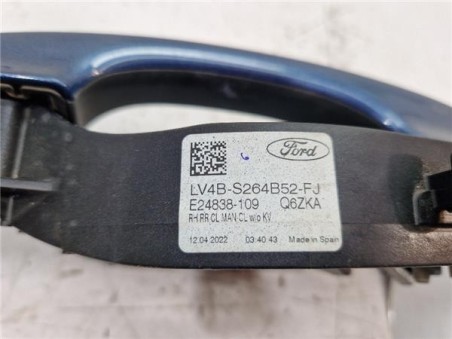 Ford
LV4B-S264B52-FJ
E24838-109 Q6ZKA
RH RR CL MAN CL w/o KV
12.04.2022 03:40:43 Made in Spain